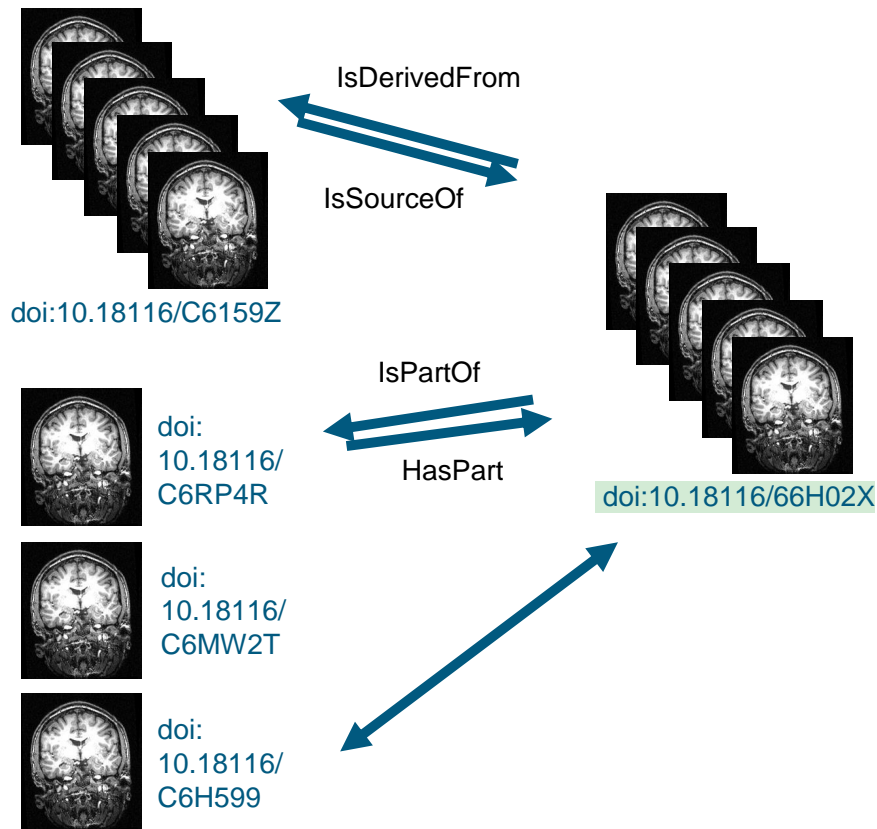 IsDerivedFrom
IsSourceOf
doi:10.18116/C6159Z
IsPartOf
HasPart
doi:
10.18116/
C6RP4R
doi:10.18116/66H02X
doi:
10.18116/
C6MW2T
doi:
10.18116/
C6H599